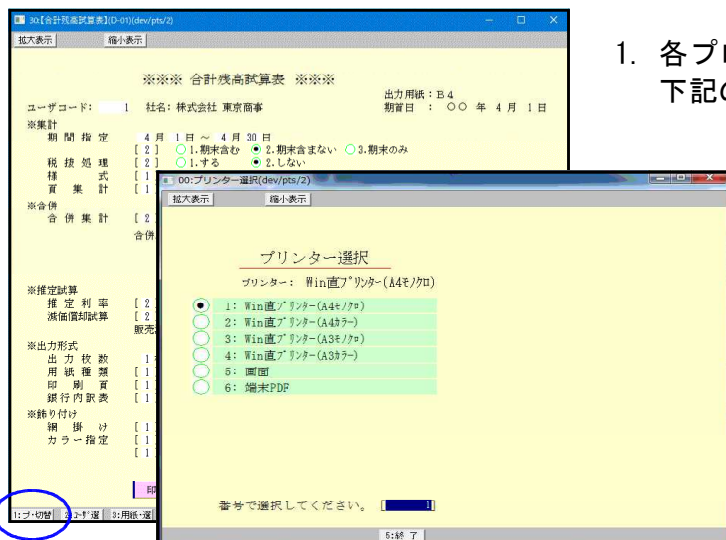 30:【合計残高試算表】(D-01)(dev/pts/2)
拡大表示 縮小表示
※※※ 合計残高試算表 ※※※
出力用紙:B4
ユーザコード: 1 社名:株式会社 東京商事
期首日 : 〇〇 年 4 月 1 日
※集計
期 間 指 定 4 月 1 日 ~ 4 月 30 日
[ 2 ] 1.期末含む 2.期末含まない 3.期末のみ
税 抜 処 理 [ 2 ] 1.する 2.しない
様 式 [ 1
頁 集 計 [ 1
※合併
合 併 集 計 [ 2
合併
※推定試算
推 定 利 率 [ 2
減価償却試算 [ 2
販売
※出力形式
出 力 枚 数 1
用 紙 種 類 [ 1
印 刷 頁 [ 1
銀行内訳表 [ 1
※飾り付け
網 掛 け [ 1
カラー指定 [ 1
[ 1
印
1:プ・切替 2:ユーザ選 3:用紙・選
00:プリンター選択(dev/pts/2)
拡大表示 縮小表示
プリンター選択
プリンター: Win直プリンター(A4モノクロ)
1: Win直プリンター(A4モノクロ)
2: Win直プリンター(A4カラー)
3: Win直プリンター(A3モノクロ)
4: Win直プリンター(A3カラー)
5: 画面
6: 端末PDF
番号で選択してください。 [ 1]
5:終 了
1. 各プ
下記の